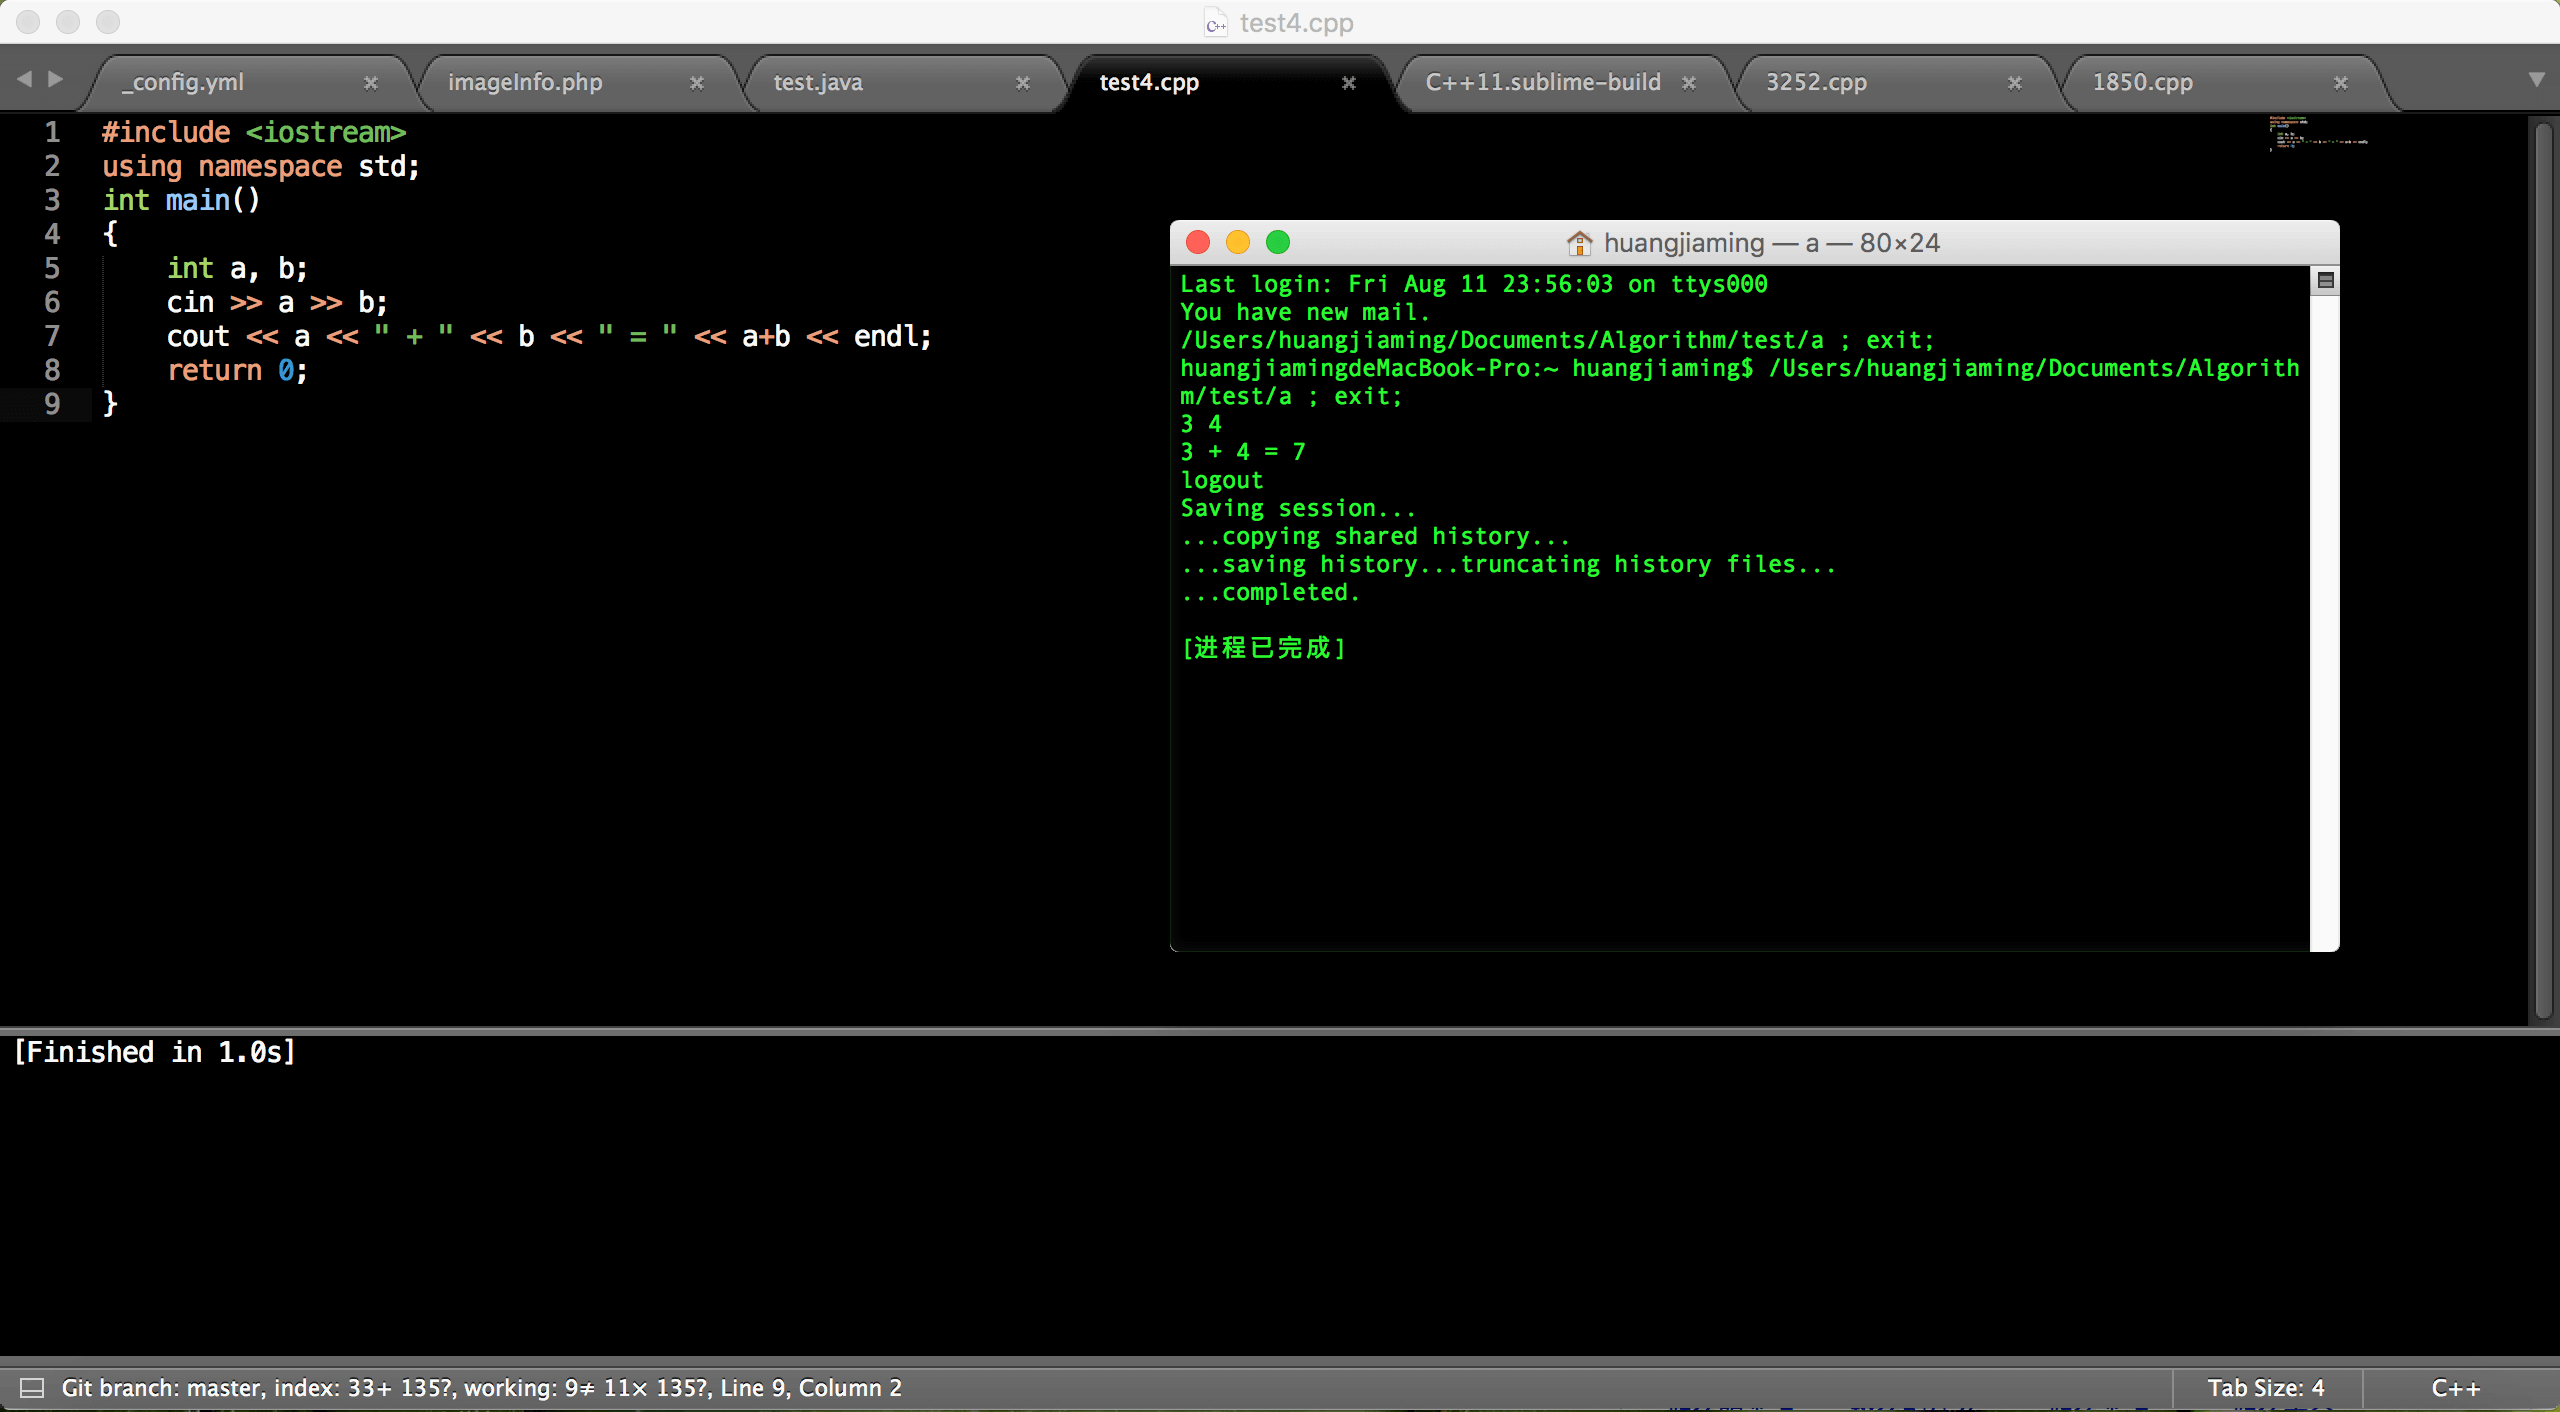 test4.cpp
_config.yml
imageInfo.php
test.java
test4.cpp
C++11.sublime-build
3252.cpp
1850.cpp
1 #include <iostream>
2 using namespace std;
3 int main()
4 {
5     int a, b;
6     cin >> a >> b;
7     cout << a << " + " << b << " = " << a+b << endl;
8     return 0;
9 }
huangjiaming — a — 80×24
Last login: Fri Aug 11 23:56:03 on ttys000
You have new mail.
/Users/huangjiaming/Documents/Algorithm/test/a ; exit;
huangjiamingdeMacBook-Pro:~ huangjiaming$ /Users/huangjiaming/Documents/Algorith
m/test/a ; exit;
3 4
3 + 4 = 7
logout
Saving session...
...copying shared history...
...saving history...truncating history files...
...completed.
[进程已完成]
[Finished in 1.0s]
Git branch: master, index: 33+ 135?, working: 9≠ 11× 135?, Line 9, Column 2
Tab Size: 4
C++